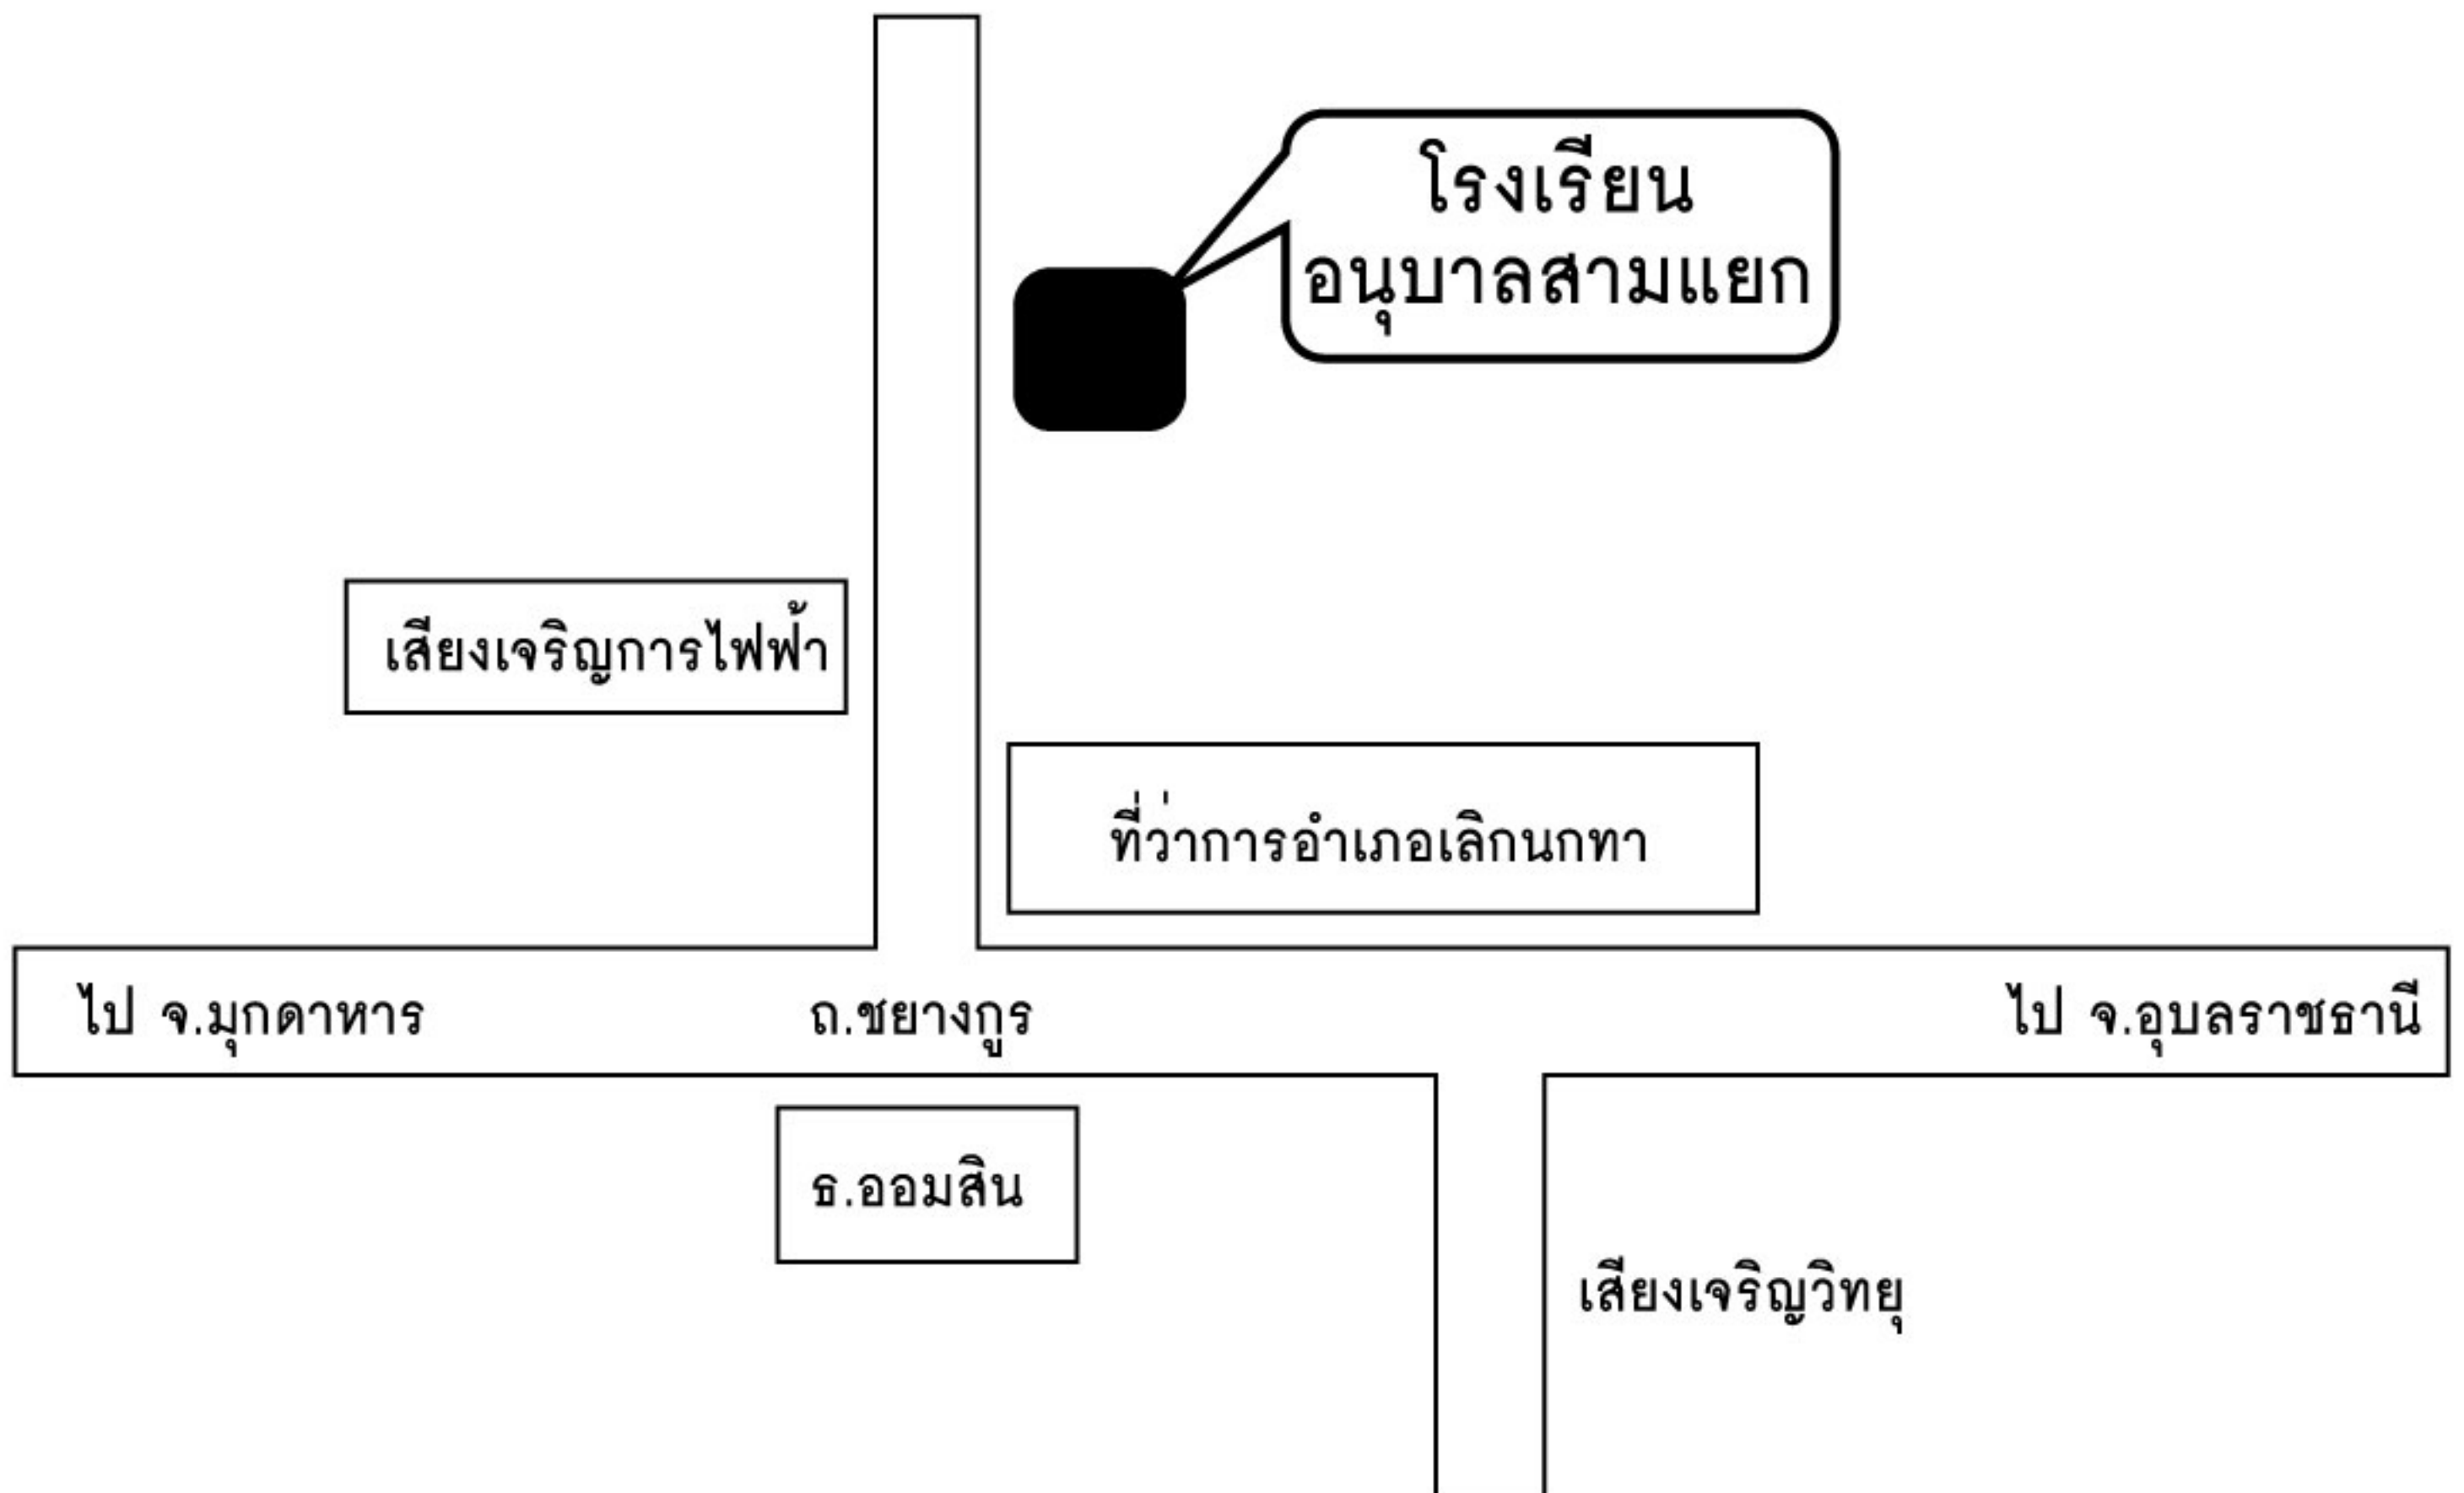 โรงเรียน
อนุบาลสามแยก
เสียงเจริญการไฟฟ้า
ที่ว่าการอำเภอเลิกนกทา
ไป จ.มุกดาหาร
ถ.ชยางกูร
ไป จ.อุบลราชธานี
ธ.ออมสิน
เสียงเจริญวิทยุ